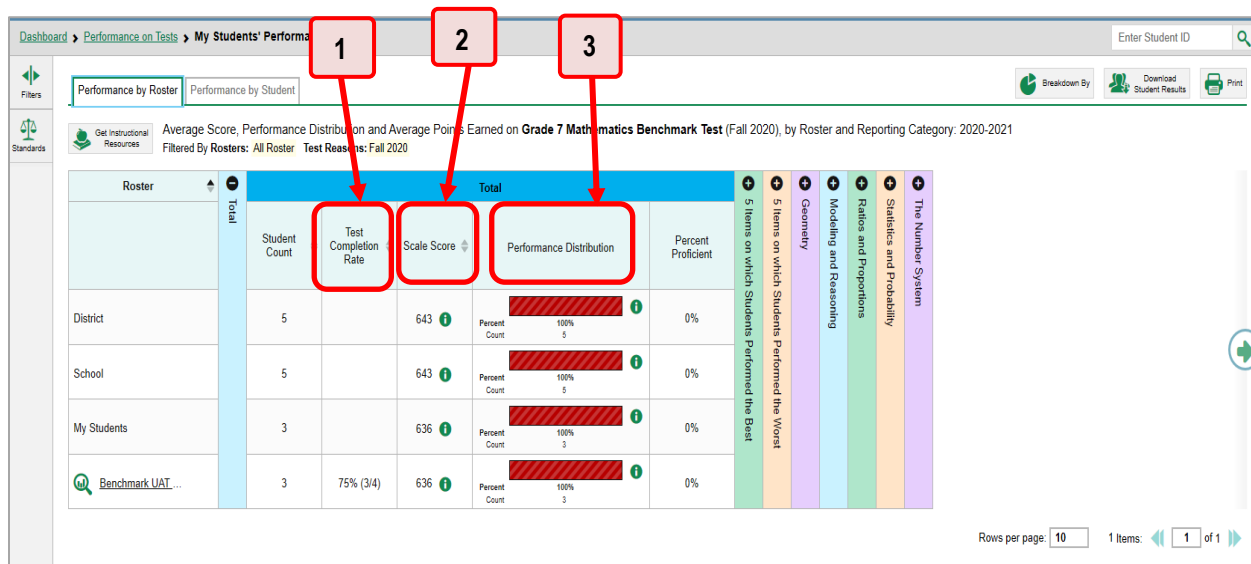 Dashboard > Performance on Tests > My Students' Performa
Enter Student ID
1
2
3
Filters
Standards
Performance by Roster
Performance by Student
Breakdown By
Download
Student Results
Print
Get Instructional
Resources
Average Score, Performance Distribution and Average Points Earned on Grade 7 Mathematics Benchmark Test (Fall 2020), by Roster and Reporting Category: 2020-2021
Filtered By Rosters: All Roster Test Reasons: Fall 2020
Roster
Total
Total
Student
Count
Test
Completion
Rate
Scale Score
Performance Distribution
Percent
Proficient
5 Items on which Students Performed the Best
5 Items on which Students Performed the Worst
Geometry
Modeling and Reasoning
Ratios and Proportions
Statistics and Probability
The Number System
District
5
643
Percent 100%
Count 5
0%
School
5
643
Percent 100%
Count 5
0%
My Students
3
636
Percent 100%
Count 3
0%
Benchmark UAT ...
3
75% (3/4)
636
Percent 100%
Count 3
0%
Rows per page: 10 1 Items: 1 of 1